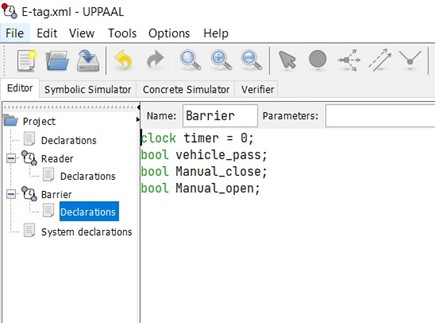 E-tag.xml - UPPAAL
File Edit View Tools Options Help
Editor Symbolic Simulator Concrete Simulator Verifier
Project
Declarations
Reader
Declarations
Barrier
Declarations
System declarations
Name: Barrier Parameters:
clock timer = 0;
bool vehicle_pass;
bool Manual_close;
bool Manual_open;